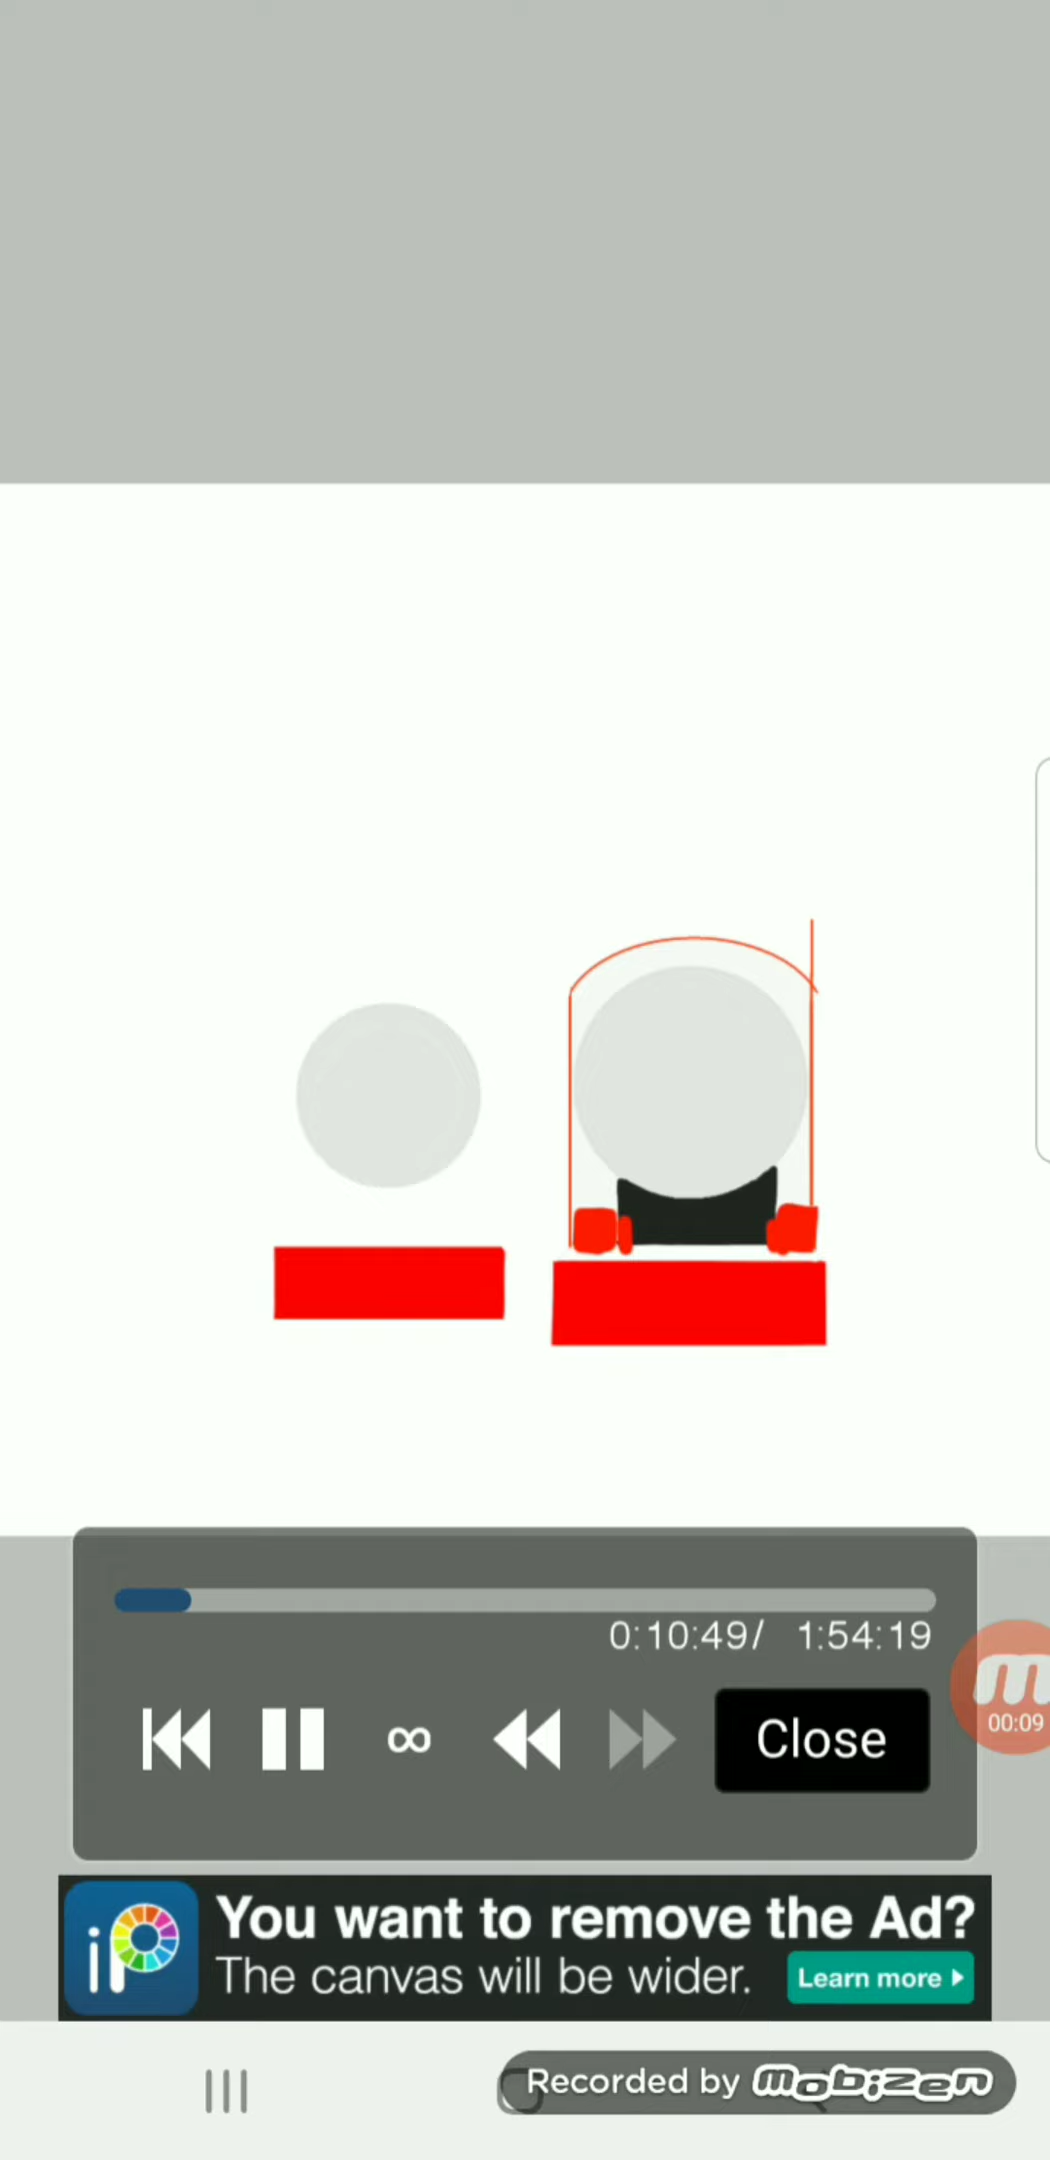 0:10:49/ 1:54:19
∞
Close
00:09
iP
You want to remove the Ad?
The canvas will be wider.
Learn more
Recorded by mobizen